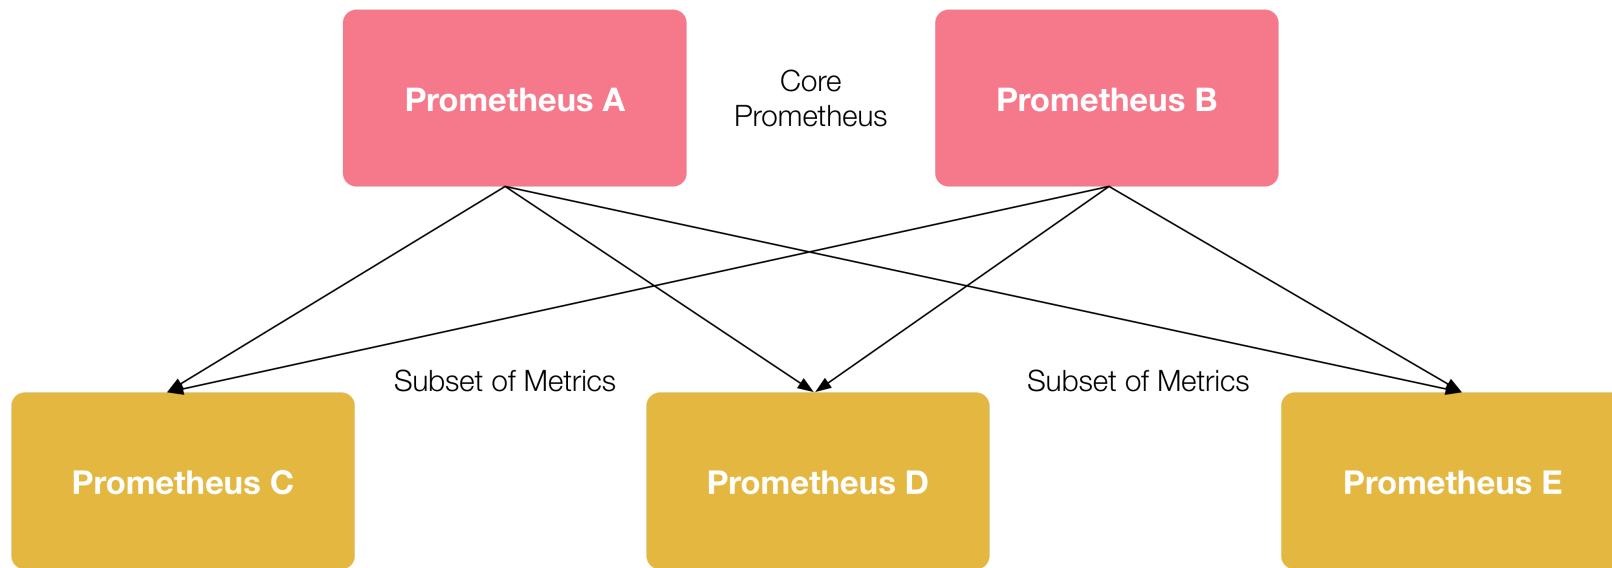 Prometheus A
Core
Prometheus
Prometheus B
Subset of Metrics
Subset of Metrics
Prometheus C
Prometheus D
Prometheus E